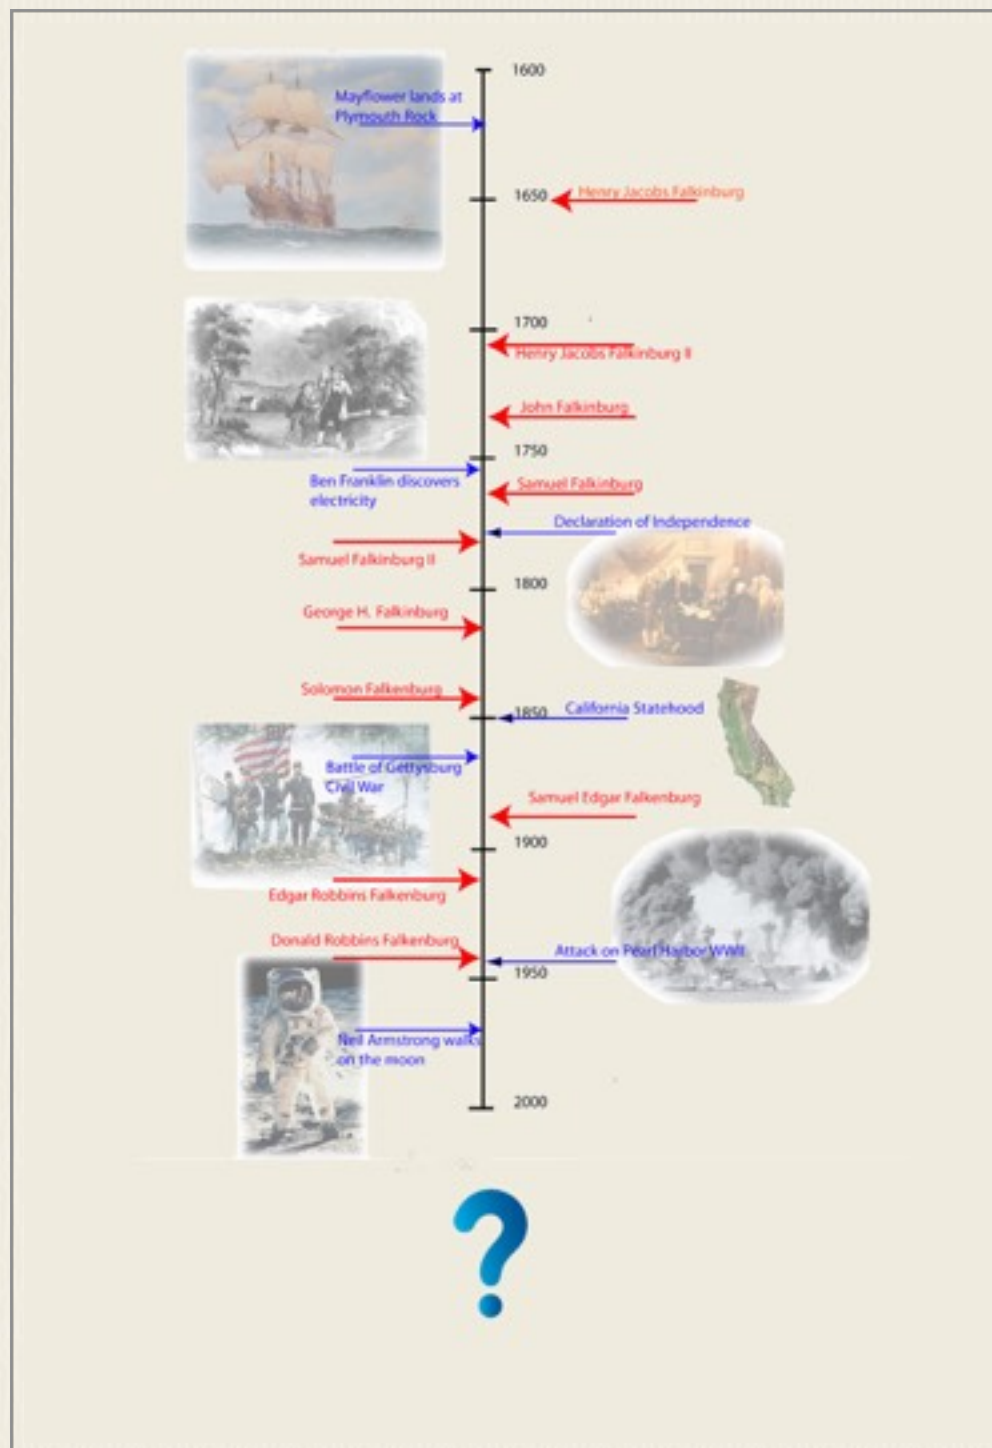 1600
Mayflower lands at
Plymouth Rock
1650
Henry Jacobs Falkinburg
1700
Henry Jacobs Falkinburg II
John Falkinburg
1750
Ben Franklin discovers
electricity
Samuel Falkinburg
Declaration of Independence
Samuel Falkinburg II
1800
George H. Falkinburg
Solomon Falkenburg
1850
California Statehood
Battle of Gettysburg
Civil War
Samuel Edgar Falkenburg
1900
Edgar Robbins Falkenburg
Donald Robbins Falkenburg
Attack on Pearl Harbor WWII
1950
Neil Armstrong walks
on the moon
2000
?